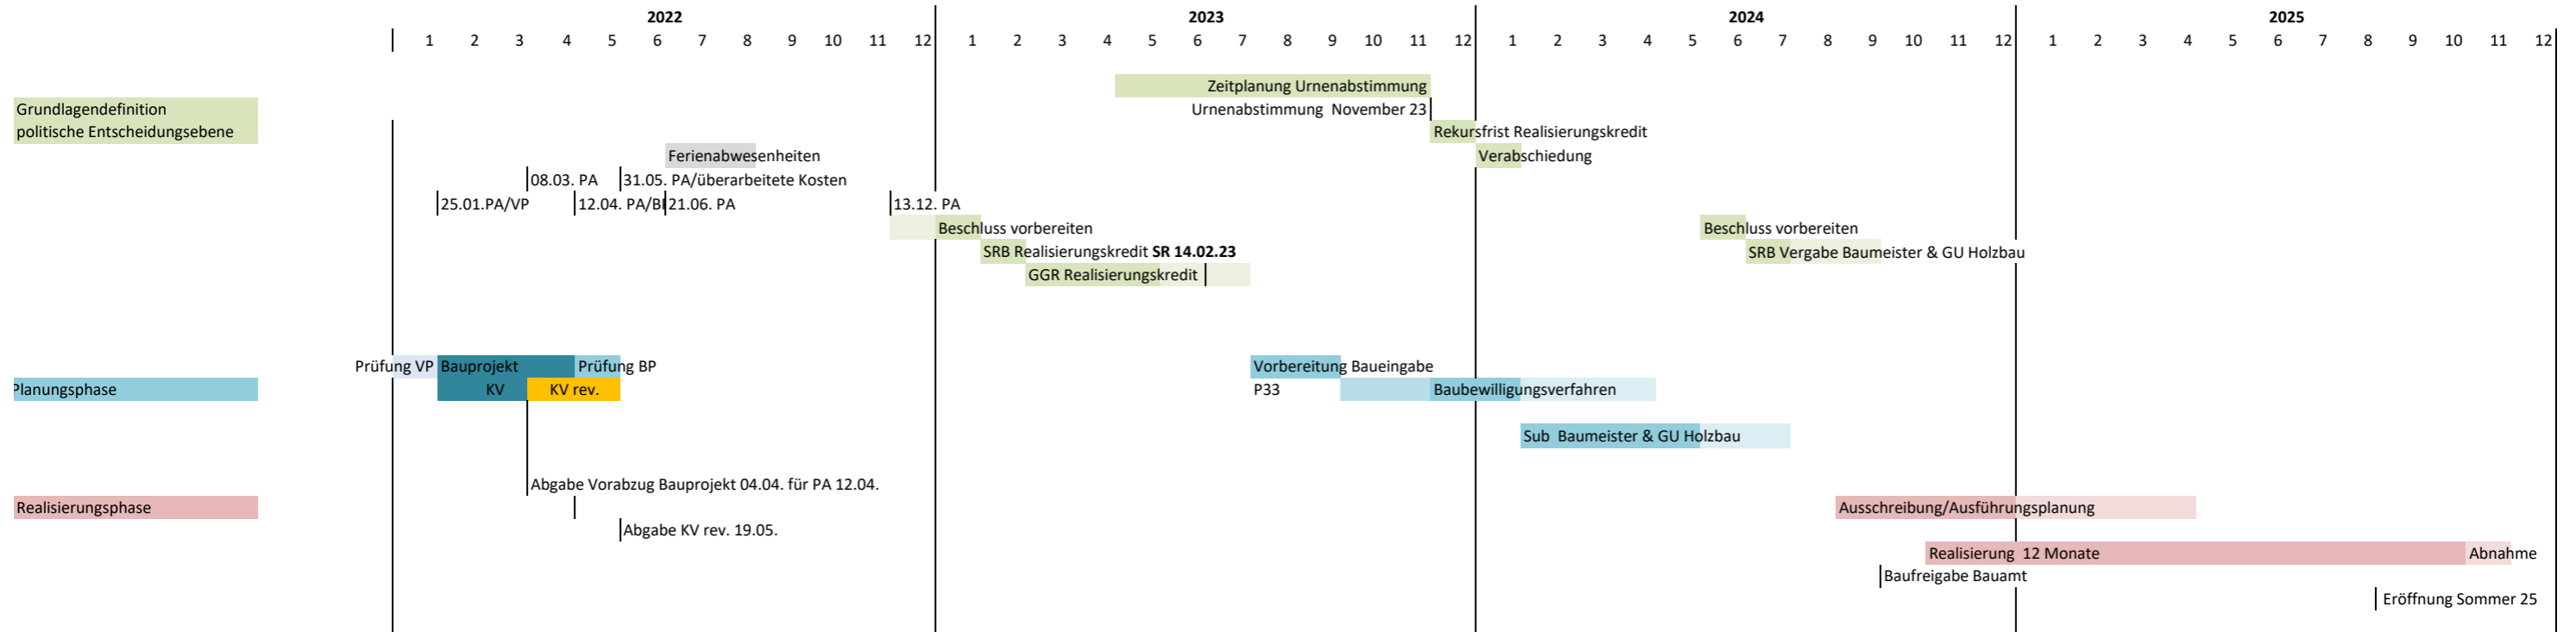 2022 2023 2024 2025
1 2 3 4 5 6 7 8 9 10 11 12 1 2 3 4 5 6 7 8 9 10 11 12 1 2 3 4 5 6 7 8 9 10 11 12 1 2 3 4 5 6 7 8 9 10 11 12
Zeitplanung Urnenabstimmung
Grundlagendefinition
Urnenabstimmung November 23
politische Entscheidungsebene
Rekursfrist Realisierungskredit
Ferienabwesenheiten
Verabschiedung
08.03. PA
31.05. PA/überarbeitete Kosten
25.01.PA/VP
12.04. PA/
21.06. PA
13.12. PA
Beschluss vorbereiten
Beschluss vorbereiten
SRB Realisierungskredit SR 14.02.23
SRB Vergabe Baumeister & GU Holzbau
GGR Realisierungskredit
Prüfung VP
Bauprojekt
Prüfung BP
Vorbereitung Baueingabe
Planungsphase
KV
KV rev.
P33
Baubewilligungsverfahren
Sub Baumeister & GU Holzbau
Abgabe Vorabzug Bauprojekt 04.04. für PA 12.04.
Realisierungsphase
Ausschreibung/Ausführungsplanung
Abgabe KV rev. 19.05.
Realisierung 12 Monate
Abnahme
Baufreigabe Bauamt
Eröffnung Sommer 25